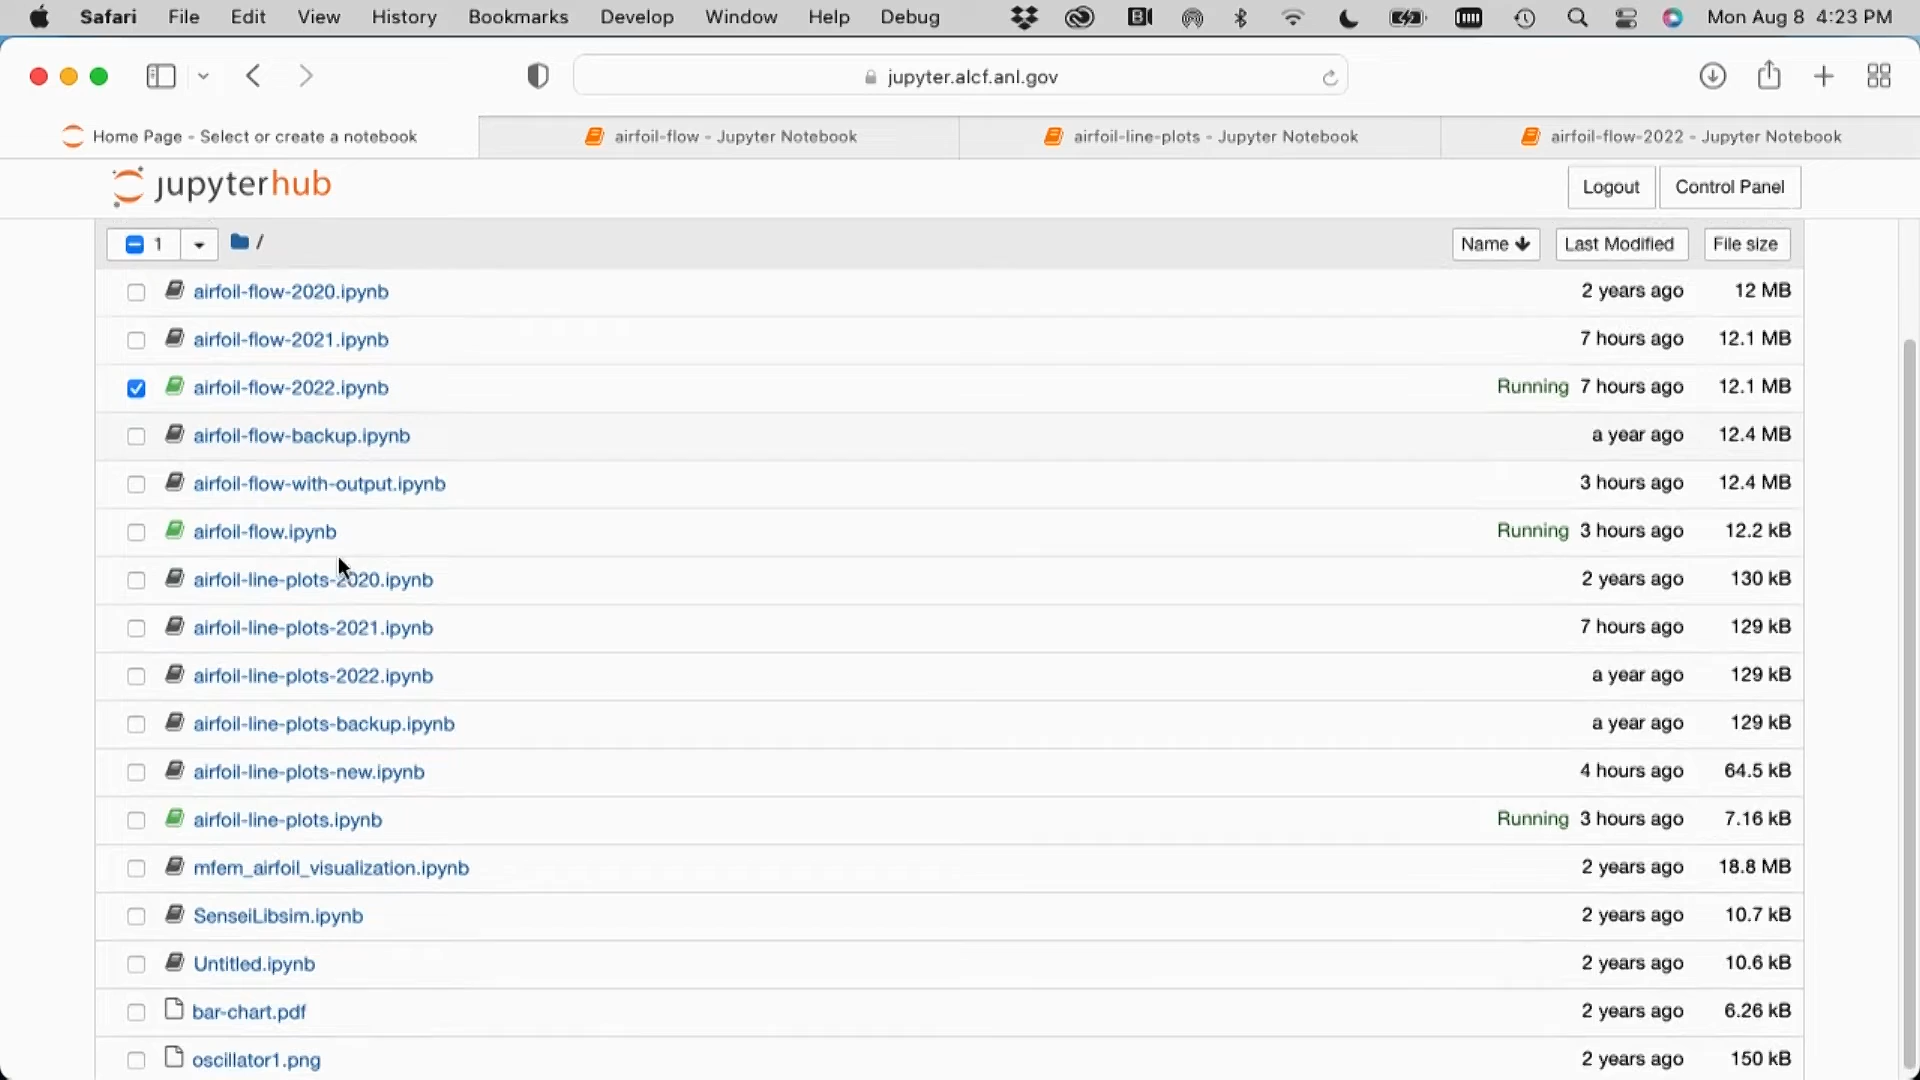 Safari File Edit View History Bookmarks Develop Window Help Debug Mon Aug 8 4:23 PM
jupyter.alcf.anl.gov
Home Page - Select or create a notebook airfoil-flow - Jupyter Notebook airfoil-line-plots - Jupyter Notebook airfoil-flow-2022 - Jupyter Notebook
jupyterhub Logout Control Panel
1 / Name Last Modified File size
airfoil-flow-2020.ipynb 2 years ago 12 MB
airfoil-flow-2021.ipynb 7 hours ago 12.1 MB
airfoil-flow-2022.ipynb Running 7 hours ago 12.1 MB
airfoil-flow-backup.ipynb a year ago 12.4 MB
airfoil-flow-with-output.ipynb 3 hours ago 12.4 MB
airfoil-flow.ipynb Running 3 hours ago 12.2 kB
airfoil-line-plots-2020.ipynb 2 years ago 130 kB
airfoil-line-plots-2021.ipynb 7 hours ago 129 kB
airfoil-line-plots-2022.ipynb a year ago 129 kB
airfoil-line-plots-backup.ipynb a year ago 129 kB
airfoil-line-plots-new.ipynb 4 hours ago 64.5 kB
airfoil-line-plots.ipynb Running 3 hours ago 7.16 kB
mfem_airfoil_visualization.ipynb 2 years ago 18.8 MB
SenseiLibsim.ipynb 2 years ago 10.7 kB
Untitled.ipynb 2 years ago 10.6 kB
bar-chart.pdf 2 years ago 6.26 kB
oscillator1.png 2 years ago 150 kB